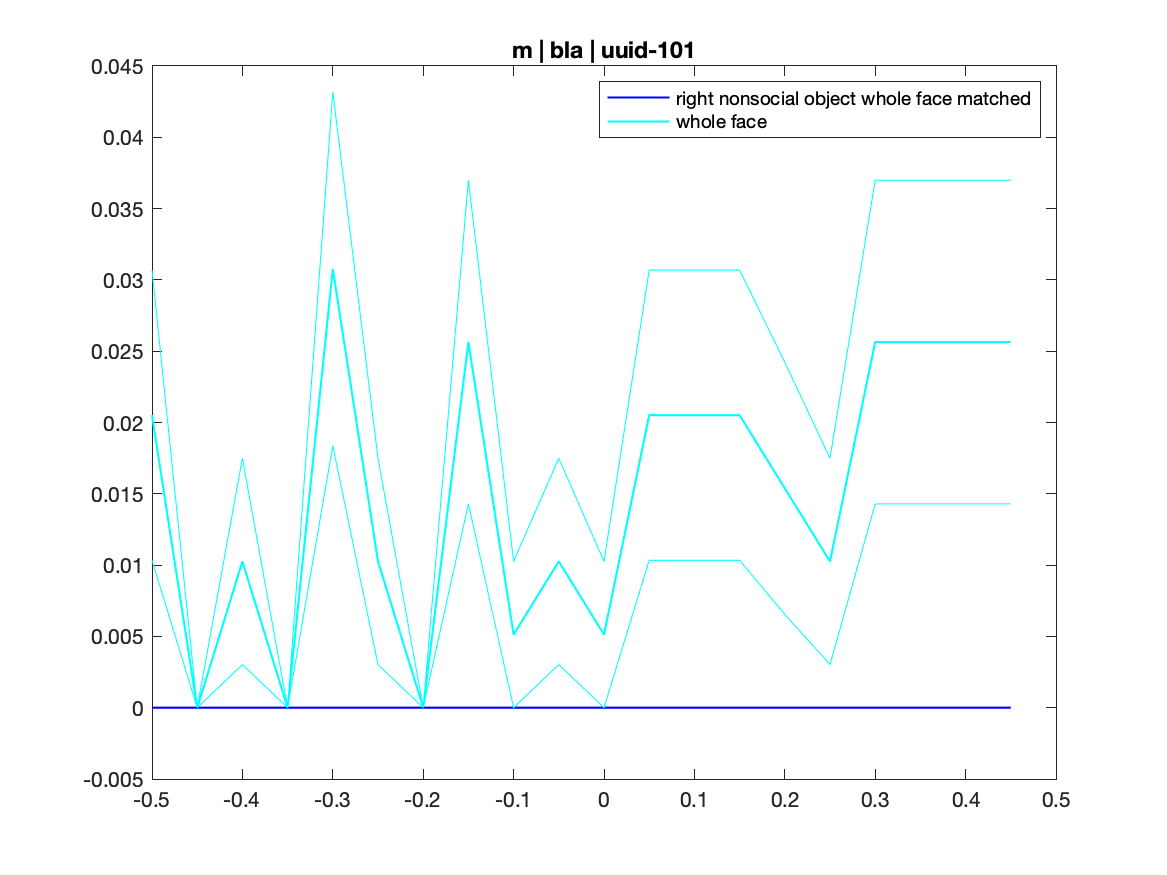 m | bla | uuid-101
right nonsocial object whole face matched
whole face
0.045
0.04
0.035
0.03
0.025
0.02
0.015
0.01
0.005
0
-0.005
-0.5 -0.4 -0.3 -0.2 -0.1 0 0.1 0.2 0.3 0.4 0.5